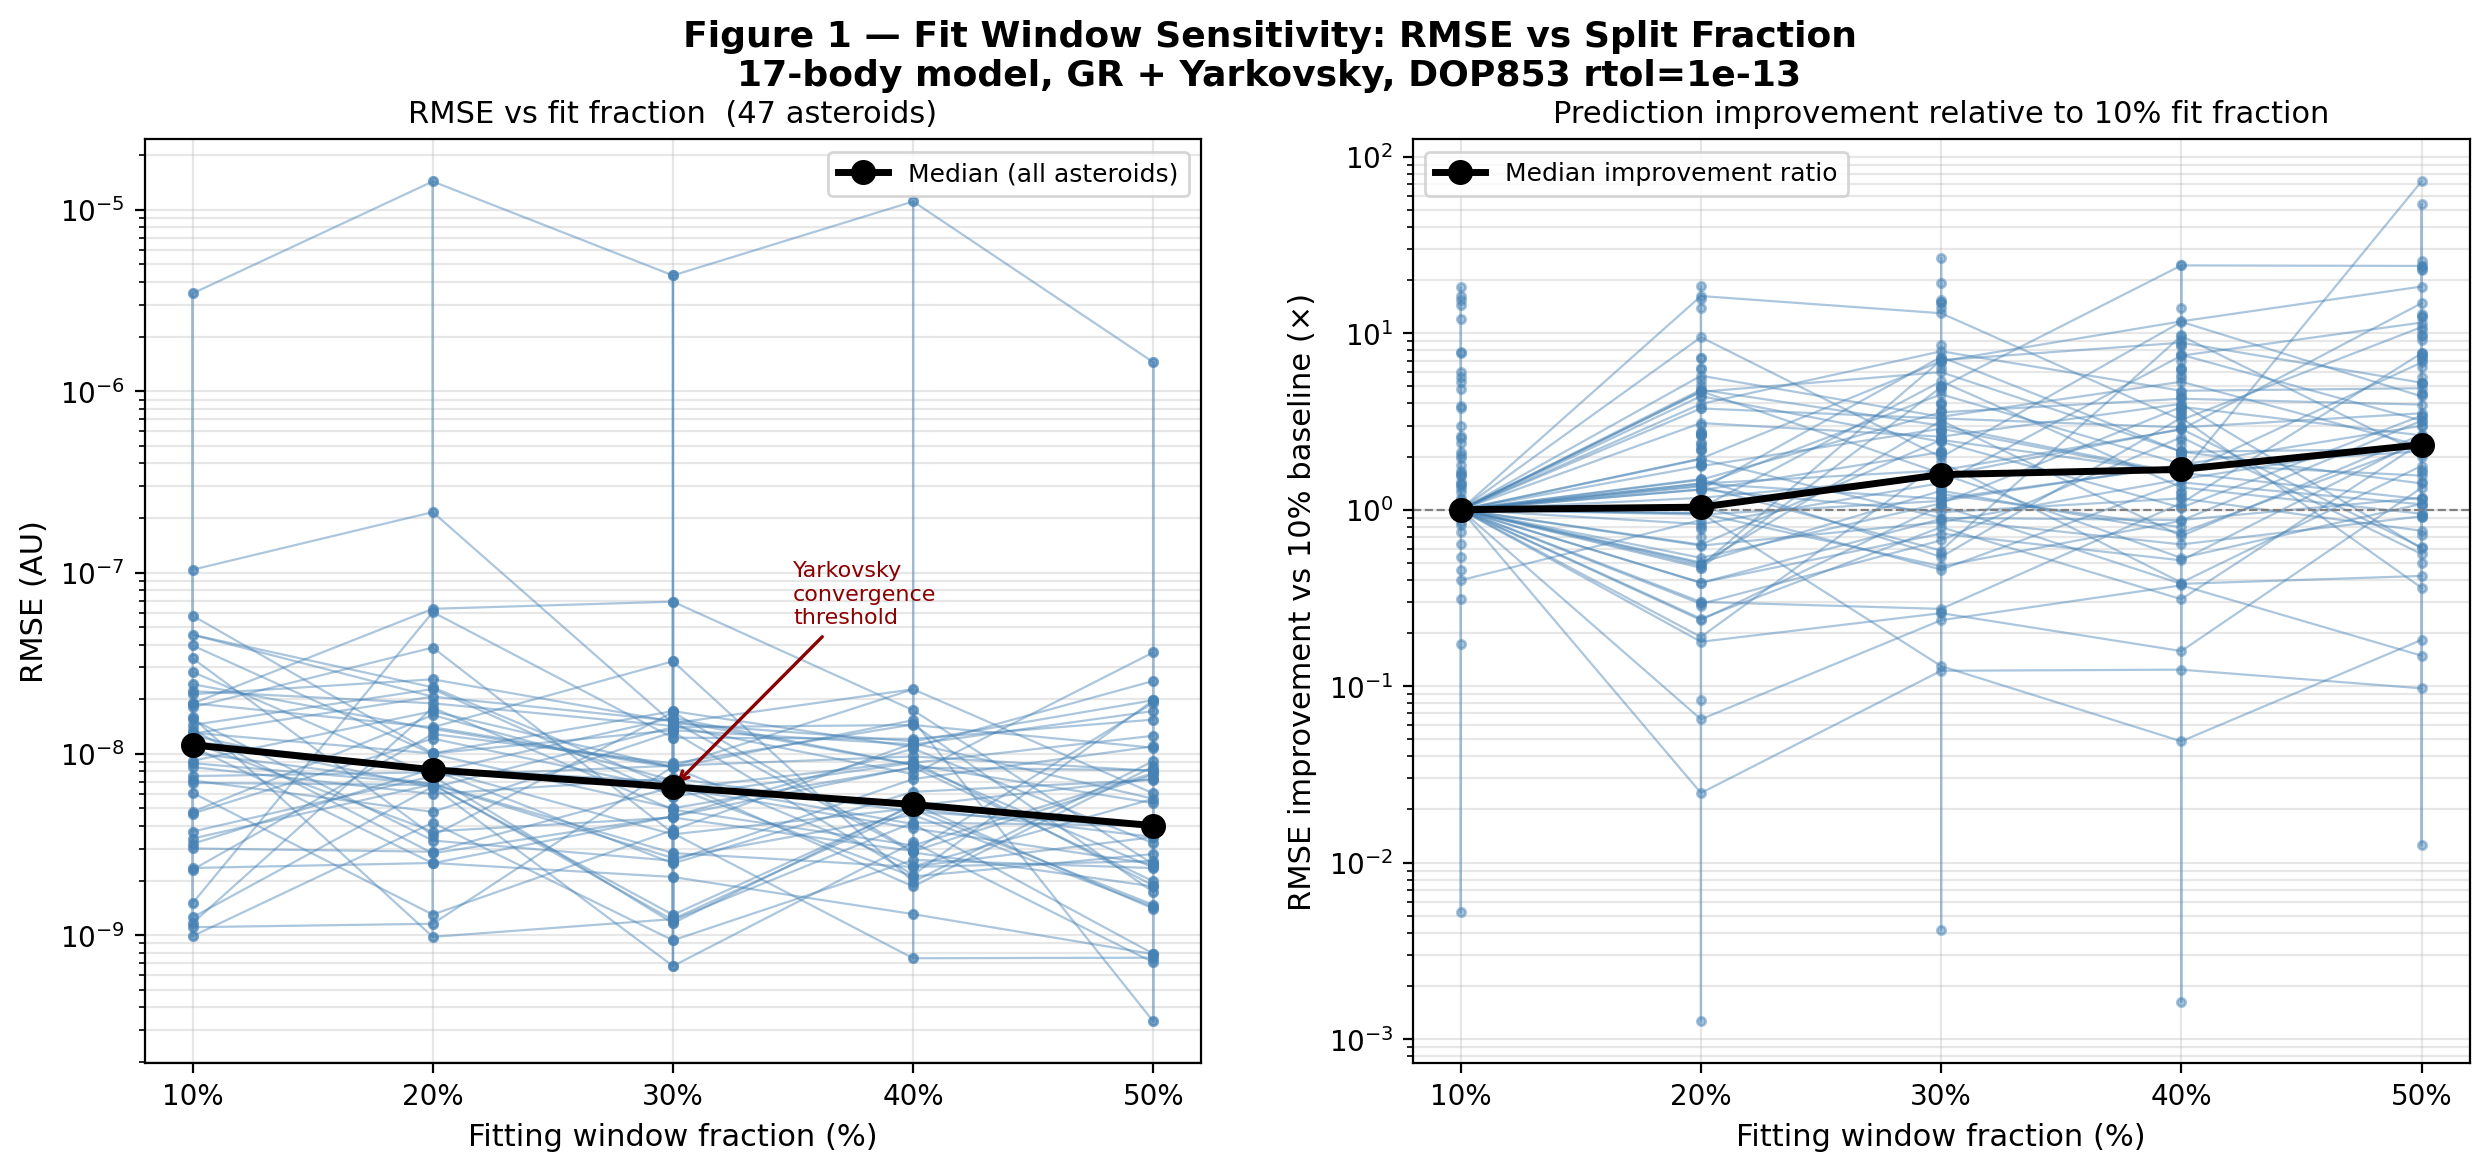 Figure 1 — Fit Window Sensitivity: RMSE vs Split Fraction
17-body model, GR + Yarkovsky, DOP853 rtol=1e-13
RMSE vs fit fraction  (47 asteroids)
Median (all asteroids)
10⁻⁵
10⁻⁶
10⁻⁷
10⁻⁸
10⁻⁹
RMSE (AU)
Yarkovsky
convergence
threshold
10%
20%
30%
40%
50%
Fitting window fraction (%)
Prediction improvement relative to 10% fit fraction
Median improvement ratio
10²
10¹
10⁰
10⁻¹
10⁻²
10⁻³
RMSE improvement vs 10% baseline (×)
10%
20%
30%
40%
50%
Fitting window fraction (%)